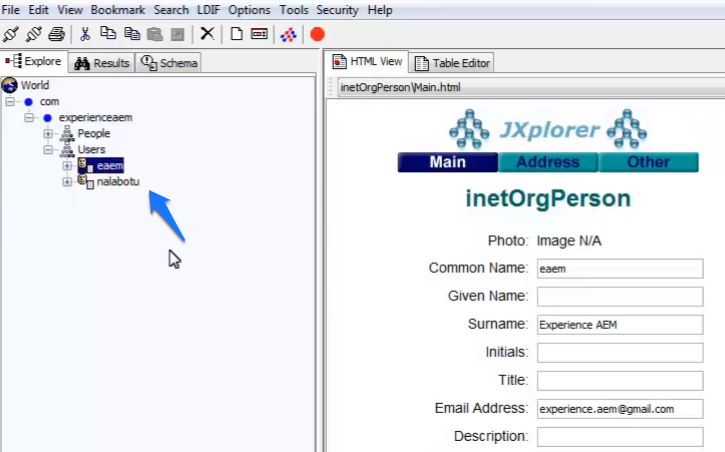 File Edit View Bookmark Search LDIF Options Tools Security Help
Explore Results Schema
World
com
experienceaem
People
Users
eaem
nalabotu
HTML View Table Editor
inetOrgPerson\Main.html
JXplorer
Main Address Other
inetOrgPerson
Photo: Image N/A
Common Name: eaem
Given Name:
Surname: Experience AEM
Initials:
Title:
Email Address: experience.aem@gmail.com
Description: